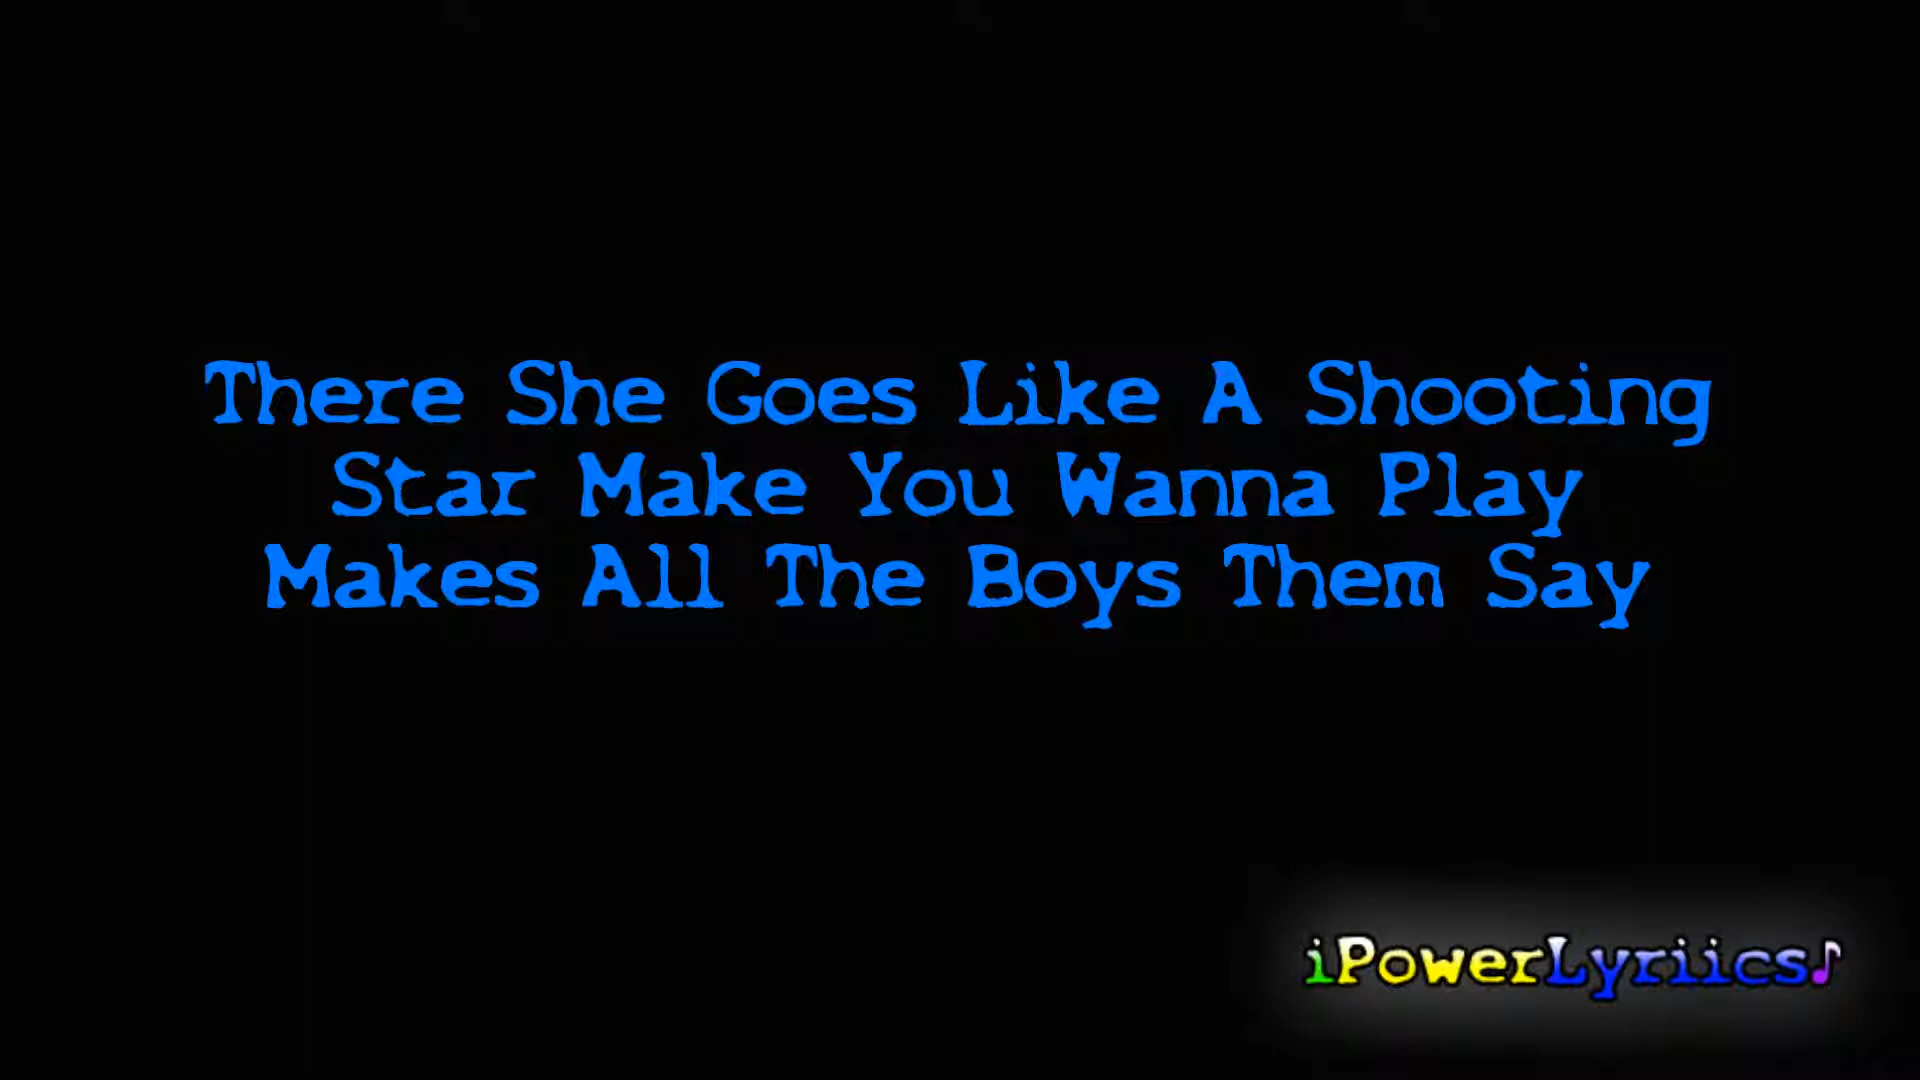 There She Goes Like A Shooting
Star Make You Wanna Play
Makes All The Boys Them Say
iPowerLyriics♪